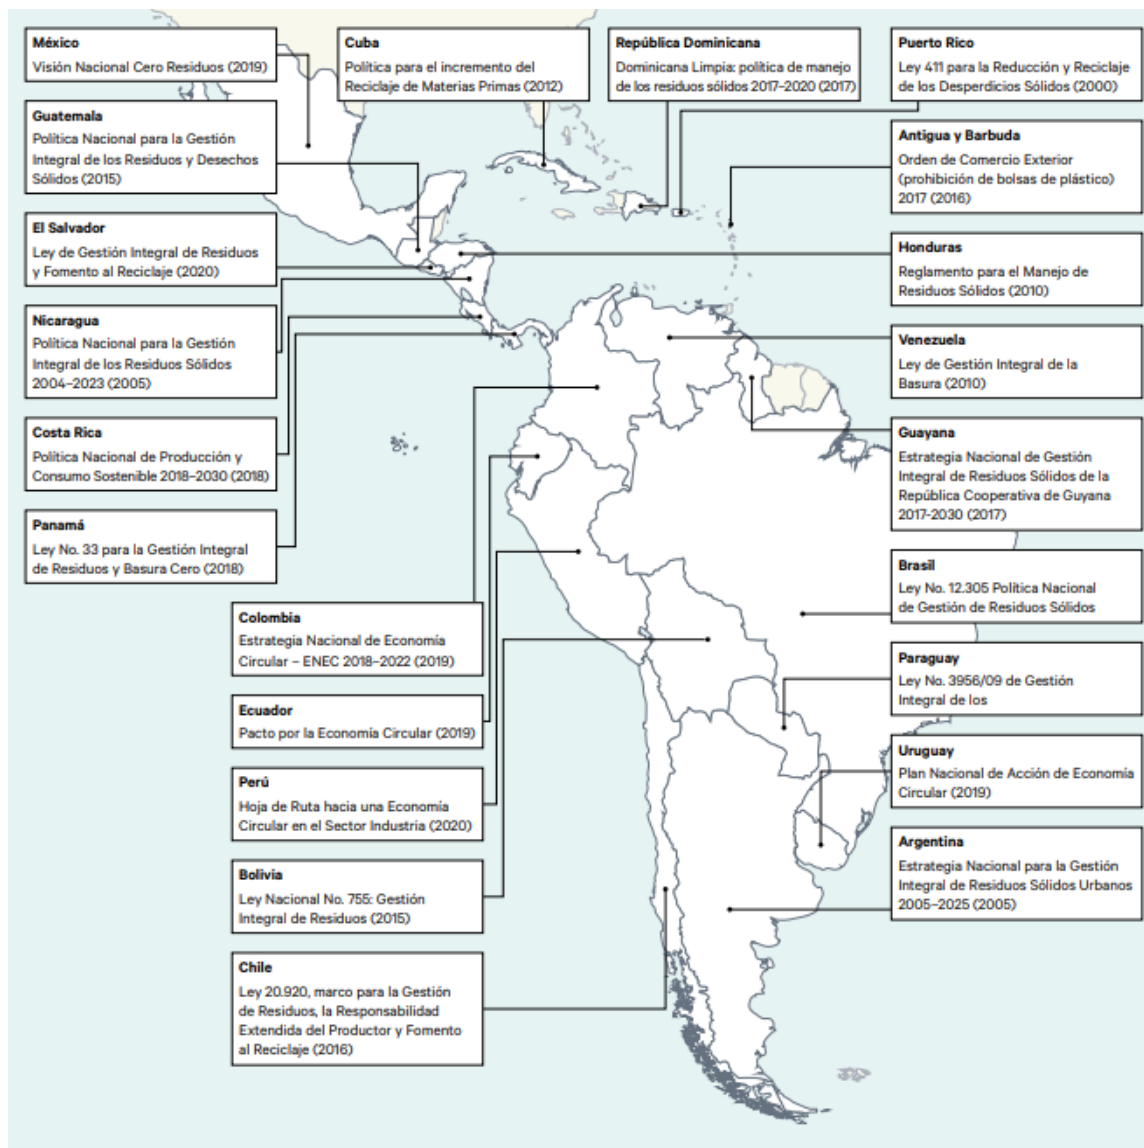 México
Visión Nacional Cero Residuos (2019)
Cuba
Política para el incremento del
Reciclaje de Materias Primas (2012)
República Dominicana
Dominicana Limpia: política de manejo
de los residuos sólidos 2017–2020 (2017)
Puerto Rico
Ley 411 para la Reducción y Reciclaje
de los Desperdicios Sólidos (2000)
Guatemala
Política Nacional para la Gestión
Integral de los Residuos y Desechos
Sólidos (2015)
Antigua y Barbuda
Orden de Comercio Exterior
(prohibición de bolsas de plástico)
2017 (2016)
El Salvador
Ley de Gestión Integral de Residuos
y Fomento al Reciclaje (2020)
Honduras
Reglamento para el Manejo de
Residuos Sólidos (2010)
Nicaragua
Política Nacional para la Gestión
Integral de los Residuos Sólidos
2004–2023 (2005)
Venezuela
Ley de Gestión Integral de la
Basura (2010)
Costa Rica
Política Nacional de Producción y
Consumo Sostenible 2018–2030 (2018)
Guayana
Estrategia Nacional de Gestión
Integral de Residuos Sólidos de la
República Cooperativa de Guyana
2017-2030 (2017)
Panamá
Ley No. 33 para la Gestión Integral
de Residuos y Basura Cero (2018)
Brasil
Ley No. 12.305 Política Nacional
de Gestión de Residuos Sólidos
Colombia
Estrategia Nacional de Economía
Circular – ENEC 2018–2022 (2019)
Paraguay
Ley No. 3956/09 de Gestión
Integral de los
Ecuador
Pacto por la Economía Circular (2019)
Uruguay
Plan Nacional de Acción de Economía
Circular (2019)
Perú
Hoja de Ruta hacia una Economía
Circular en el Sector Industria (2020)
Argentina
Estrategia Nacional para la Gestión
Integral de Residuos Sólidos Urbanos
2005–2025 (2005)
Bolivia
Ley Nacional No. 755: Gestión
Integral de Residuos (2015)
Chile
Ley 20.920, marco para la Gestión
de Residuos, la Responsabilidad
Extendida del Productor y Fomento
al Reciclaje (2016)